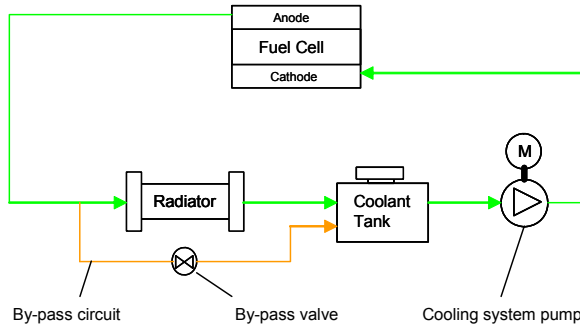 Anode
Fuel Cell
Cathode
M
Radiator
Coolant
Tank
By-pass circuit
By-pass valve
Cooling system pump